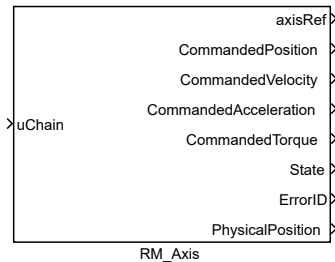 axisRef
CommandedPosition
CommandedVelocity
CommandedAcceleration
uChain
CommandedTorque
State
ErrorID
PhysicalPosition
RM_Axis